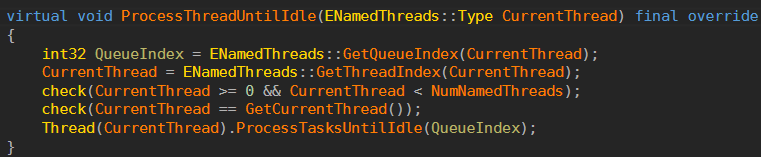 virtual void ProcessThreadUntilIdle(ENamedThreads::Type CurrentThread) final override
{
    int32 QueueIndex = ENamedThreads::GetQueueIndex(CurrentThread);
    CurrentThread = ENamedThreads::GetThreadIndex(CurrentThread);
    check(CurrentThread >= 0 && CurrentThread < NumNamedThreads);
    check(CurrentThread == GetCurrentThread());
    Thread(CurrentThread).ProcessTasksUntilIdle(QueueIndex);
}